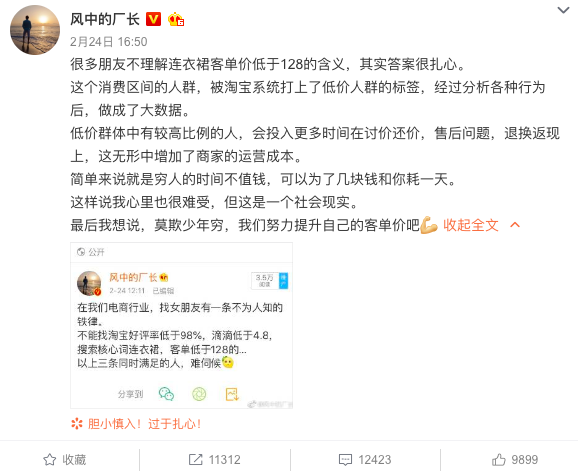 风中的厂长
2月24日 16:50
很多朋友不理解连衣裙客单价低于128的含义，其实答案很扎心。
这个消费区间的人群，被淘宝系统打上了低价人群的标签，经过分析各种行为
后，做成了大数据。
低价群体中有较高比例的人，会投入更多时间在讨价还价，售后问题，退换返现
上，这无形中增加了商家的运营成本。
简单来说就是穷人的时间不值钱，可以为了几块钱和你耗一天。
这样说我心里也很难受，但这是一个社会现实。
最后我想说，莫欺少年穷，我们努力提升自己的客单价吧 收起全文
公开
风中的厂长
2-24 12:11 已编辑
3.5万
阅读
推广
在我们电商行业，找女朋友有一条不为人知的
铁律。
不能找淘宝好评率低于98%，滴滴低于4.8，
搜索核心词连衣裙，客单低于128的...
以上三条同时满足的人，难伺候
分享到
胆小慎入！过于扎心！
收藏
11312
12423
9899